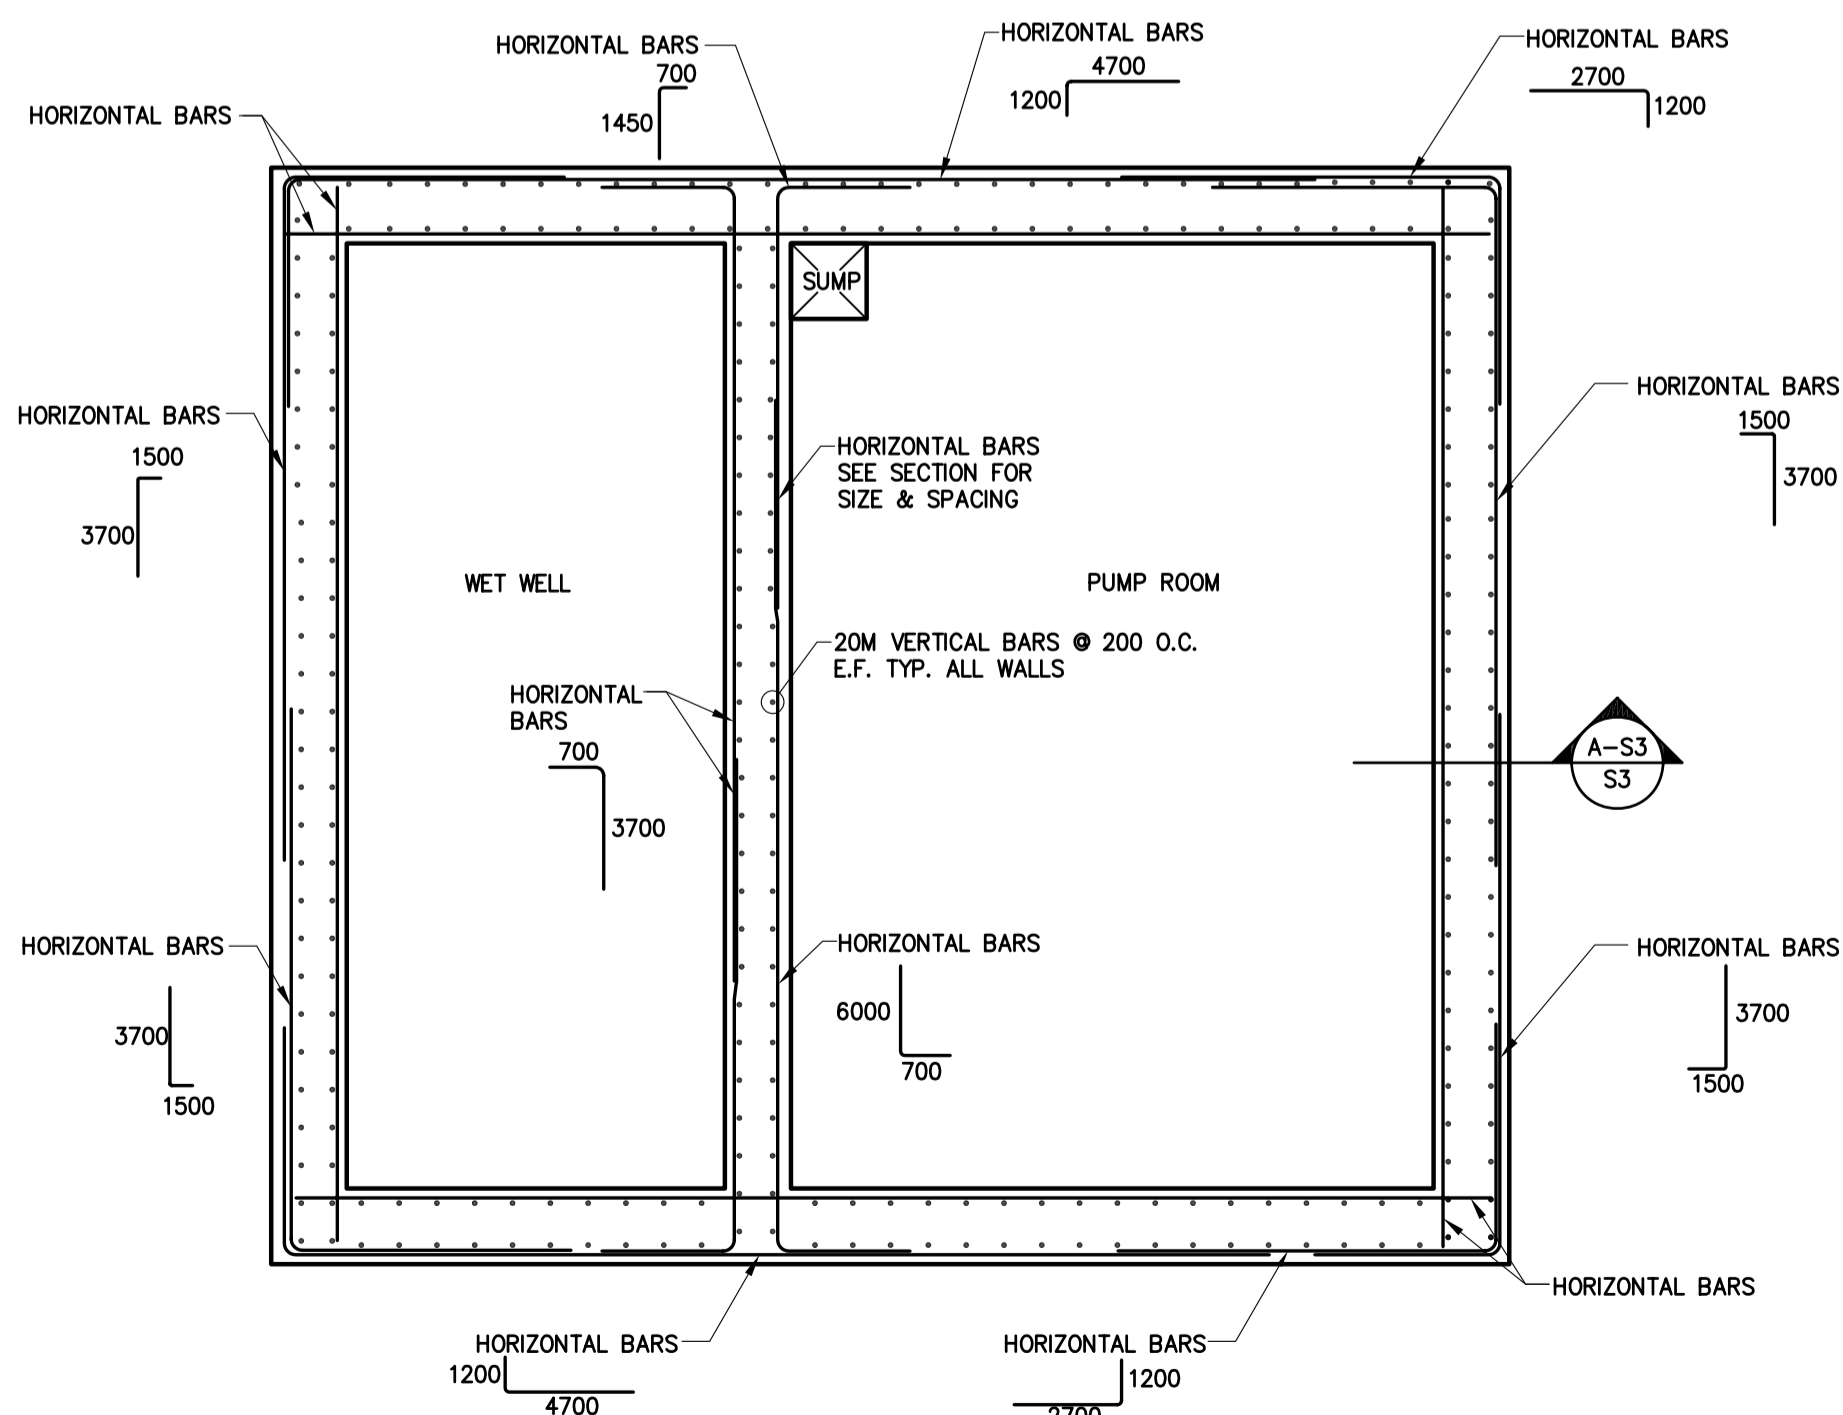 HORIZONTAL BARS
700
1450
HORIZONTAL BARS
4700
1200
HORIZONTAL BARS
2700
1200
HORIZONTAL BARS
SUMP
HORIZONTAL BARS
1500
3700
HORIZONTAL BARS
SEE SECTION FOR
SIZE & SPACING
HORIZONTAL BARS
1500
3700
WET WELL
PUMP ROOM
20M VERTICAL BARS @ 200 O.C.
E.F. TYP. ALL WALLS
HORIZONTAL
BARS
700
3700
A-S3
S3
HORIZONTAL BARS
3700
1500
HORIZONTAL BARS
6000
700
HORIZONTAL BARS
3700
1500
HORIZONTAL BARS
HORIZONTAL BARS
1200
4700
HORIZONTAL BARS
1200
2700